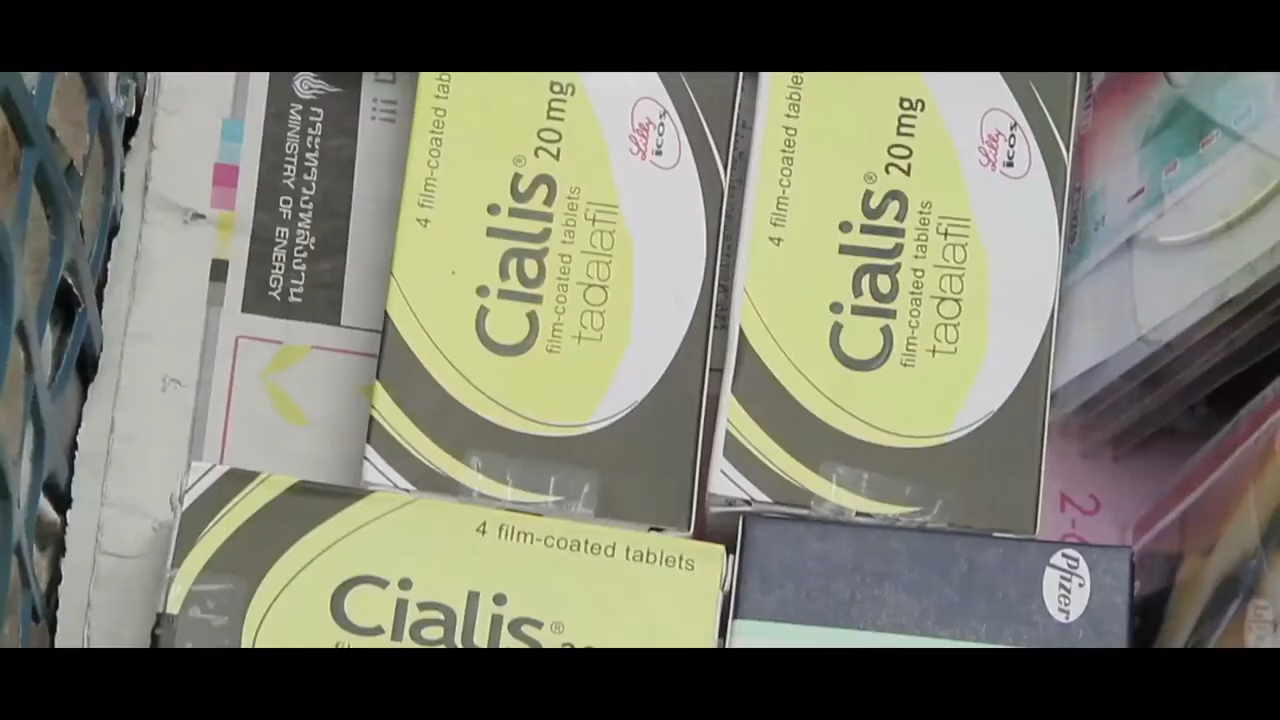 กระทรวงพลังงาน
MINISTRY OF ENERGY
4 film-coated tab
Cialis® 20 mg
film-coated tablets
tadalafil
Lilly
icos
4 film-coated table
Cialis® 20 mg
film-coated tablets
tadalafil
Lilly
icos
4 film-coated tablets
Cialis®
Pfizer